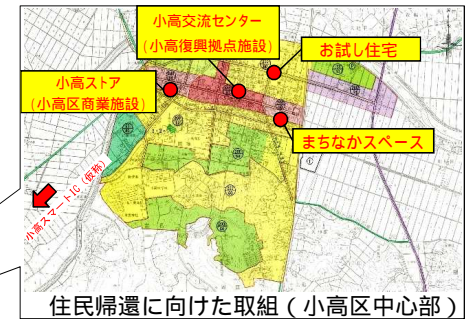 小高交流センター
(小高復興拠点施設)
お試し住宅
小高ストア
(小高区商業施設)
まちなかスペース
小高スマートIC(仮称)
住民帰還に向けた取組(小高区中心部)